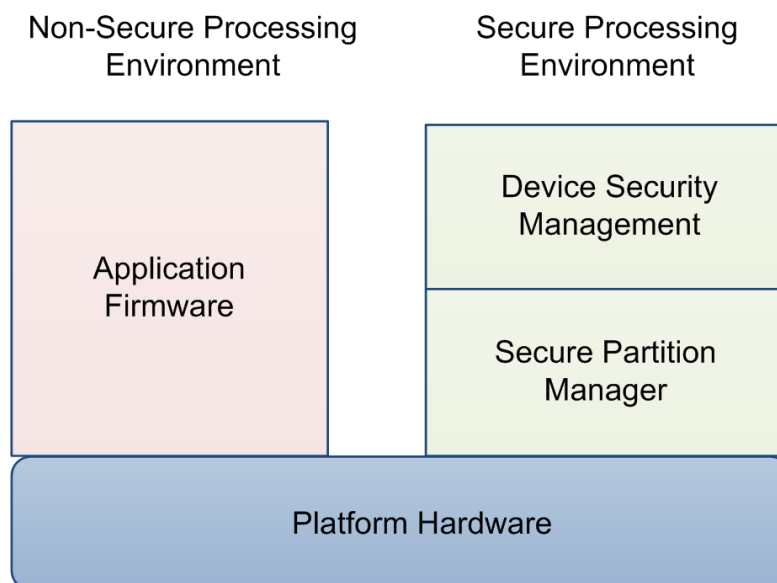 Non-Secure Processing
Environment
Secure Processing
Environment
Application
Firmware
Device Security
Management
Secure Partition
Manager
Platform Hardware